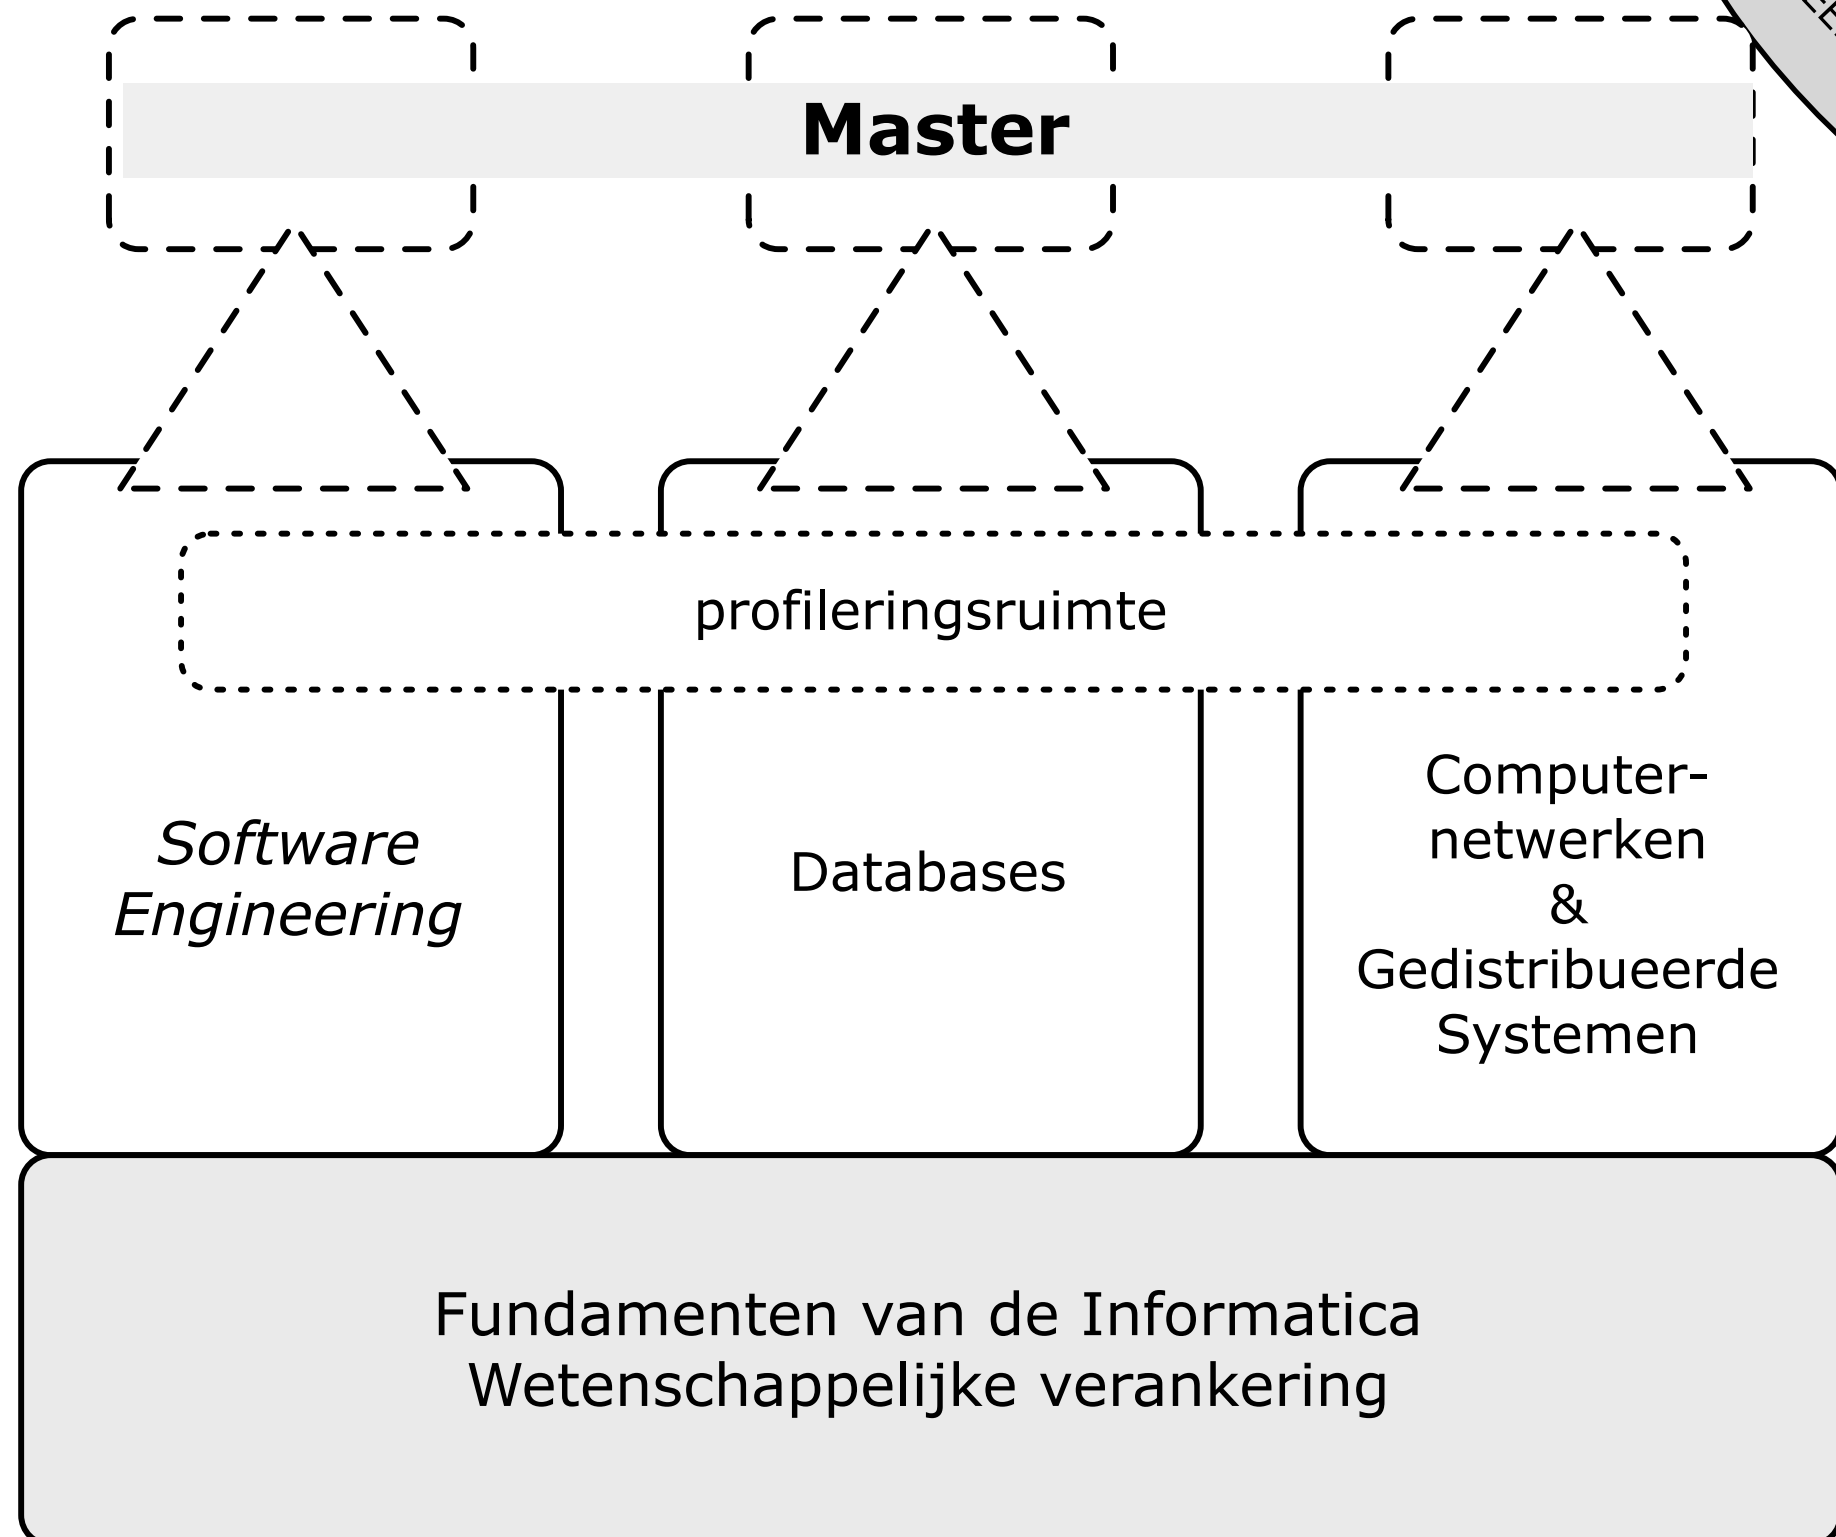 Master
profileringsruimte
Software
Engineering
Databases
Computer-
netwerken
&
Gedistribueerde
Systemen
Fundamenten van de Informatica
Wetenschappelijke verankering